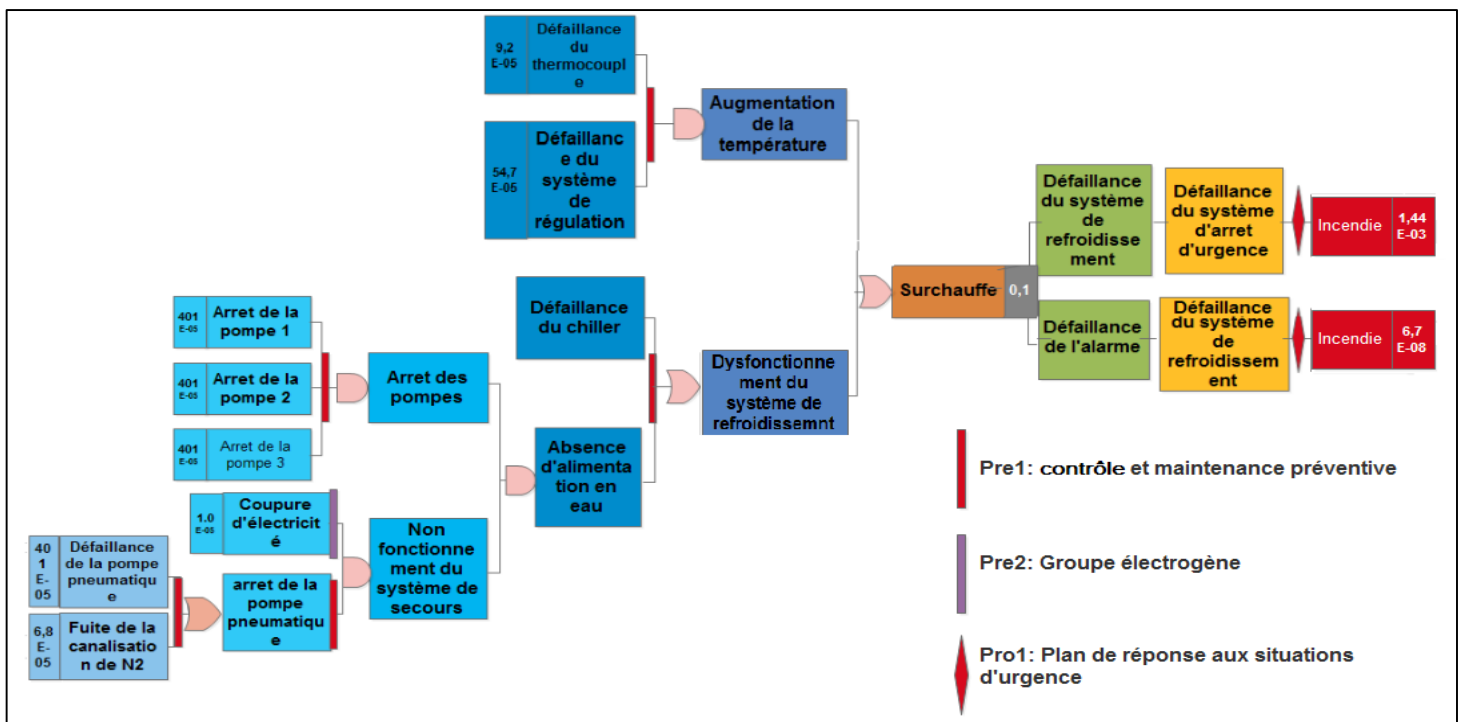 9,2
E-05
Défaillance
du
thermocoupl
e
54,7
E-05
Défaillanc
e du
système
de
régulation
Augmentation
de la
température
Défaillance
du chiller
401
E-05
Arret de la
pompe 1
401
E-05
Arret de la
pompe 2
401
E-05
Arret de la
pompe 3
Arret des
pompes
1.0
E-05
Coupure
d'électricit
é
40
1
E-
05
Défaillance
de la pompe
pneumatiqu
e
6,8
E-
05
Fuite de la
canalisatio
n de N2
arret de la
pompe
pneumatiqu
e
Non
fonctionne
ment du
système de
secours
Absence
d'alimenta
tion en
eau
Dysfonctionne
ment du
système de
refroidissemnt
Surchauffe
0,1
Défaillance
du système
de
refroidisse
ment
Défaillance
du système
d'arret
d'urgence
Incendie
1,44
E-03
Défaillance
de l'alarme
Défaillance
du système
de
refroidissem
ent
Incendie
6,7
E-08
Pre1: contrôle et maintenance préventive
Pre2: Groupe électrogène
Pro1: Plan de réponse aux situations
d'urgence